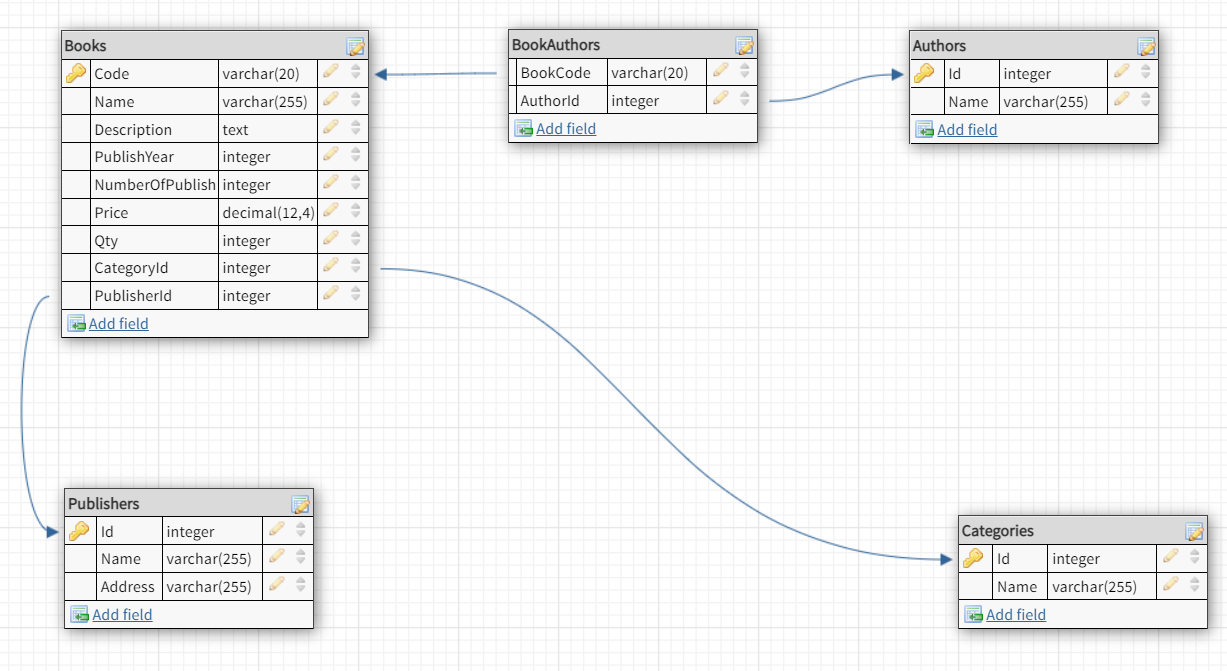 Books
Code varchar(20)
Name varchar(255)
Description text
PublishYear integer
NumberOfPublish integer
Price decimal(12,4)
Qty integer
CategoryId integer
PublisherId integer
Add field
BookAuthors
BookCode varchar(20)
AuthorId integer
Add field
Authors
Id integer
Name varchar(255)
Add field
Publishers
Id integer
Name varchar(255)
Address varchar(255)
Add field
Categories
Id integer
Name varchar(255)
Add field